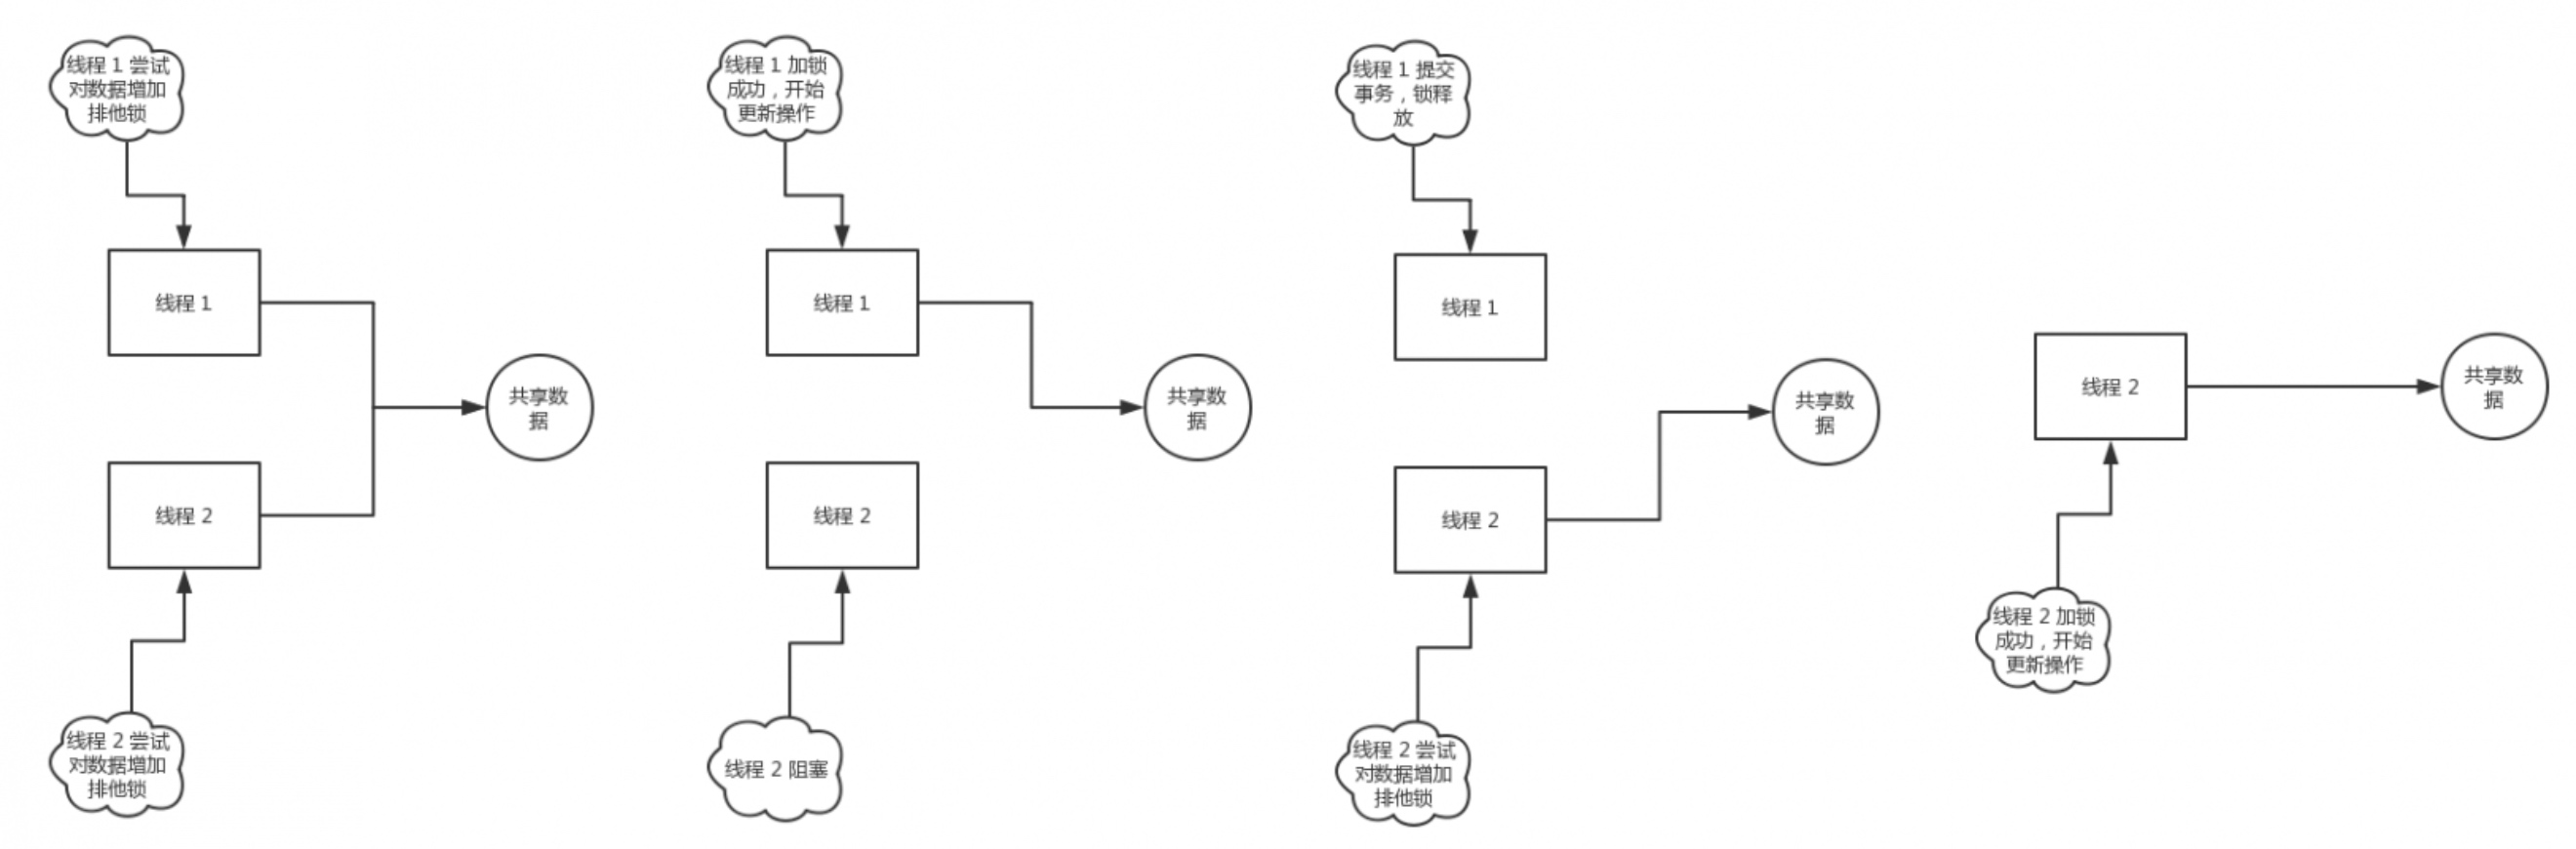 线程 1 尝试
对数据增加
排他锁
线程 1
共享数
据
线程 2
线程 2 尝试
对数据增加
排他锁
线程 1 加锁
成功，开始
更新操作
线程 1
共享数
据
线程 2
线程 2 阻塞
线程 1 提交
事务，锁释
放
线程 1
共享数
据
线程 2
线程 2 尝试
对数据增加
排他锁
线程 2
共享数
据
线程 2 加锁
成功，开始
更新操作